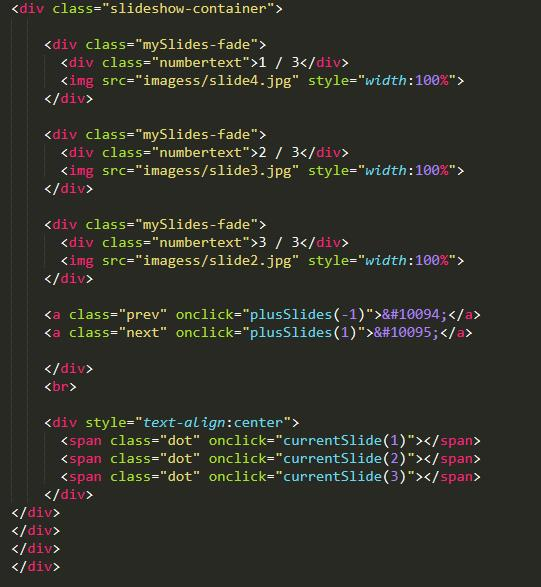 <div class="slideshow-container">
<div class="mySlides-fade">
<div class="numbertext">1 / 3</div>
<img src="imagess/slide4.jpg" style="width:100%">
</div>
<div class="mySlides-fade">
<div class="numbertext">2 / 3</div>
<img src="imagess/slide3.jpg" style="width:100%">
</div>
<div class="mySlides-fade">
<div class="numbertext">3 / 3</div>
<img src="imagess/slide2.jpg" style="width:100%">
</div>
<a class="prev" onclick="plusSlides(-1)">&#10094;</a>
<a class="next" onclick="plusSlides(1)">&#10095;</a>
</div>
<br>
<div style="text-align:center">
<span class="dot" onclick="currentSlide(1)"></span>
<span class="dot" onclick="currentSlide(2)"></span>
<span class="dot" onclick="currentSlide(3)"></span>
</div>
</div>
</div>
</div>
</div>